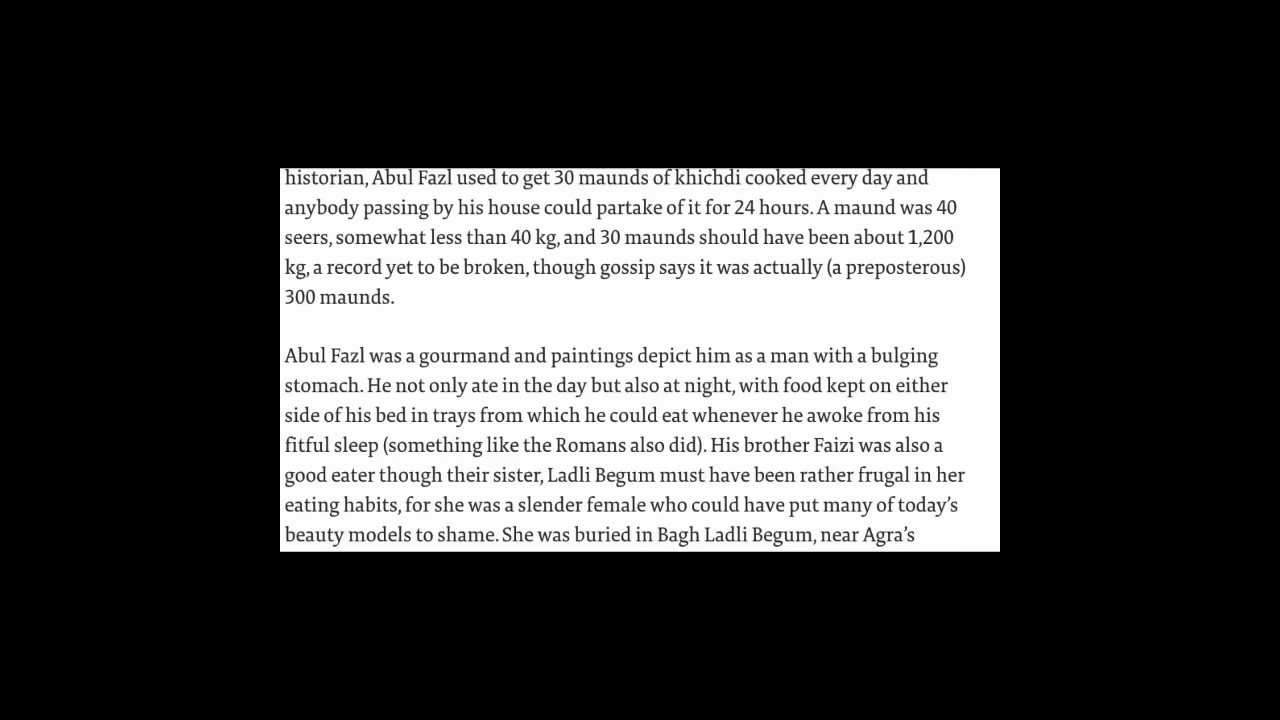 historian, Abul Fazl used to get 30 maunds of khichdi cooked every day and
anybody passing by his house could partake of it for 24 hours. A maund was 40
seers, somewhat less than 40 kg, and 30 maunds should have been about 1,200
kg, a record yet to be broken, though gossip says it was actually (a preposterous)
300 maunds.
Abul Fazl was a gourmand and paintings depict him as a man with a bulging
stomach. He not only ate in the day but also at night, with food kept on either
side of his bed in trays from which he could eat whenever he awoke from his
fitful sleep (something like the Romans also did). His brother Faizi was also a
good eater though their sister, Ladli Begum must have been rather frugal in her
eating habits, for she was a slender female who could have put many of today’s
beauty models to shame. She was buried in Bagh Ladli Begum, near Agra’s